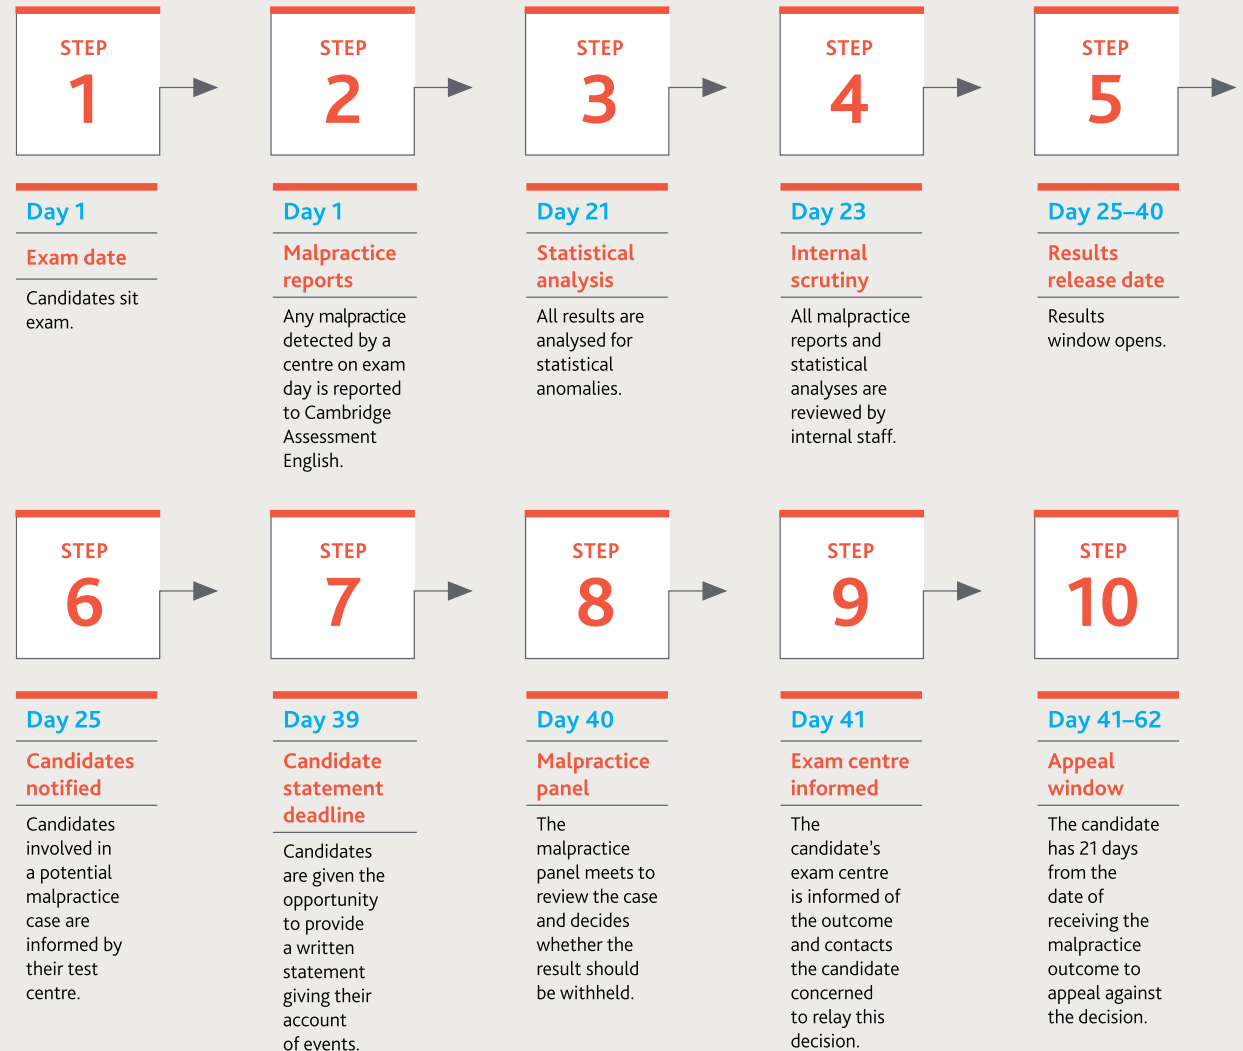 STEP
1
STEP
2
STEP
3
STEP
4
STEP
5
Day 1
Exam date
Candidates sit
exam.
Day 1
Malpractice
reports
Any malpractice
detected by a
centre on exam
day is reported
to Cambridge
Assessment
English.
Day 21
Statistical
analysis
All results are
analysed for
statistical
anomalies.
Day 23
Internal
scrutiny
All malpractice
reports and
statistical
analyses are
reviewed by
internal staff.
Day 25–40
Results
release date
Results
window opens.
STEP
6
STEP
7
STEP
8
STEP
9
STEP
10
Day 25
Candidates
notified
Candidates
involved in
a potential
malpractice
case are
informed by
their test
centre.
Day 39
Candidate
statement
deadline
Candidates
are given the
opportunity
to provide
a written
statement
giving their
account
of events.
Day 40
Malpractice
panel
The
malpractice
panel meets to
review the case
and decides
whether the
result should
be withheld.
Day 41
Exam centre
informed
The
candidate's
exam centre
is informed of
the outcome
and contacts
the candidate
concerned
to relay this
decision.
Day 41–62
Appeal
window
The candidate
has 21 days
from the
date of
receiving the
malpractice
outcome to
appeal against
the decision.